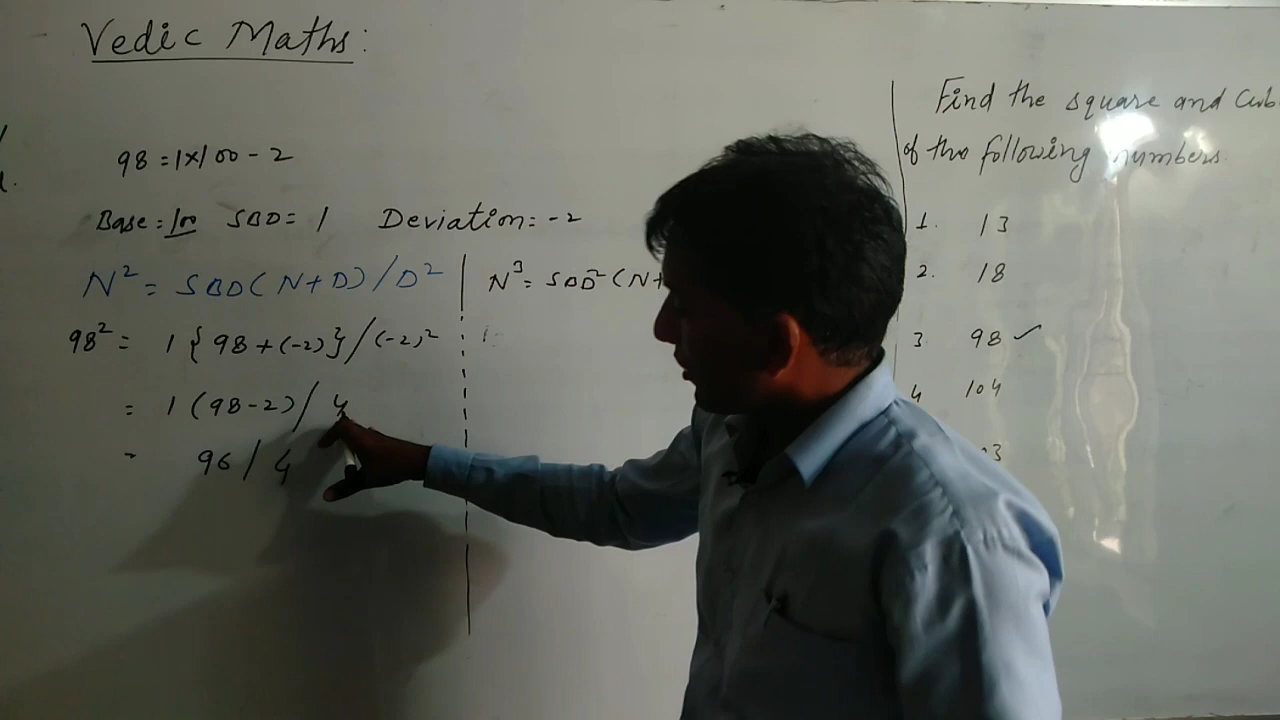 Vedic Maths:
98 = 1×100 - 2
Base = 100 SBD = 1 Deviation = -2
N² = SBD(N+D)/D²
N³ = SBD²(N+
98² = 1{98+(-2)}/(-2)²
1
= 1(98-2)/4
= 96/4
Find the square and Cub
of the following numbers.
1. 13
2. 18
3 98 ✓
4 104
3